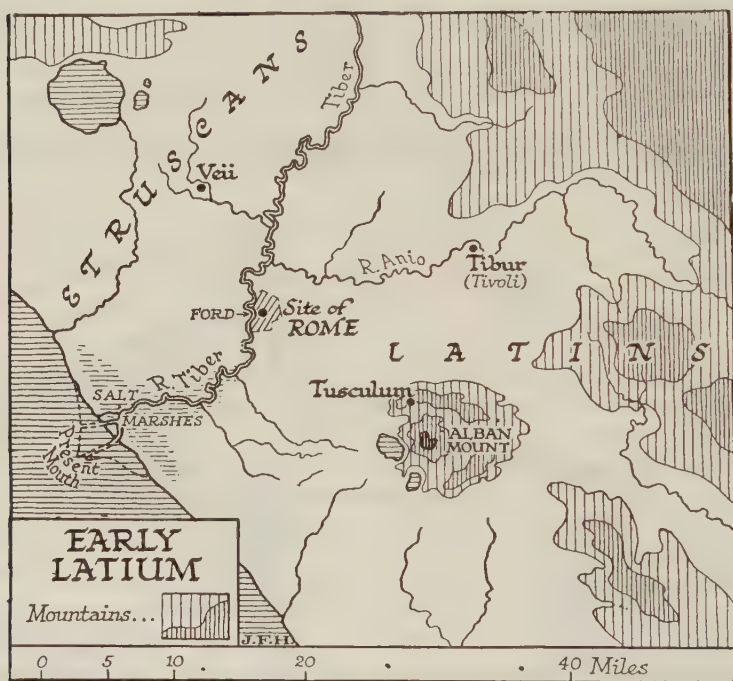 ETRUSCANS
Tiber
Veii
R. Anio
Tibur
(Tivoli)
FORD
Site of
ROME
LATINS
R. Tiber
Tusculum
SALT
MARSHES
ALBAN
MOUNT
Present
Mouth
EARLY
LATIUM
Mountains...
J.F.H.
0 5 10 20 40 Miles